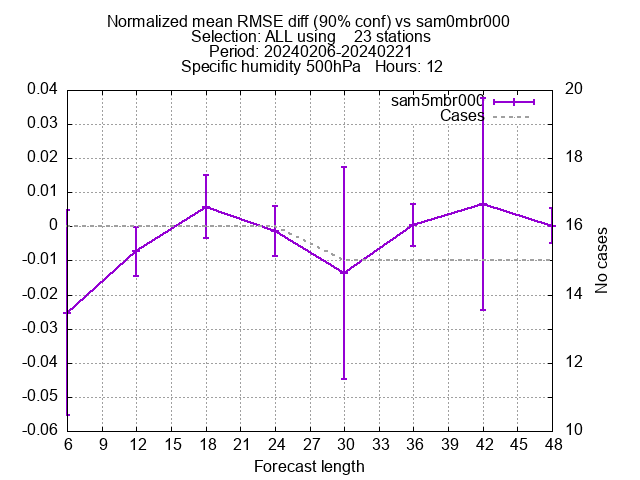 Normalized mean RMSE diff (90% conf) vs sam0mbr000
Selection: ALL using    23 stations
Period: 20240206-20240221
Specific humidity 500hPa   Hours: 12
sam5mbr000
Cases
0.04
0.03
0.02
0.01
0
-0.01
-0.02
-0.03
-0.04
-0.05
-0.06
20
18
16
14
12
10
No cases
6 9 12 15 18 21 24 27 30 33 36 39 42 45 48
Forecast length